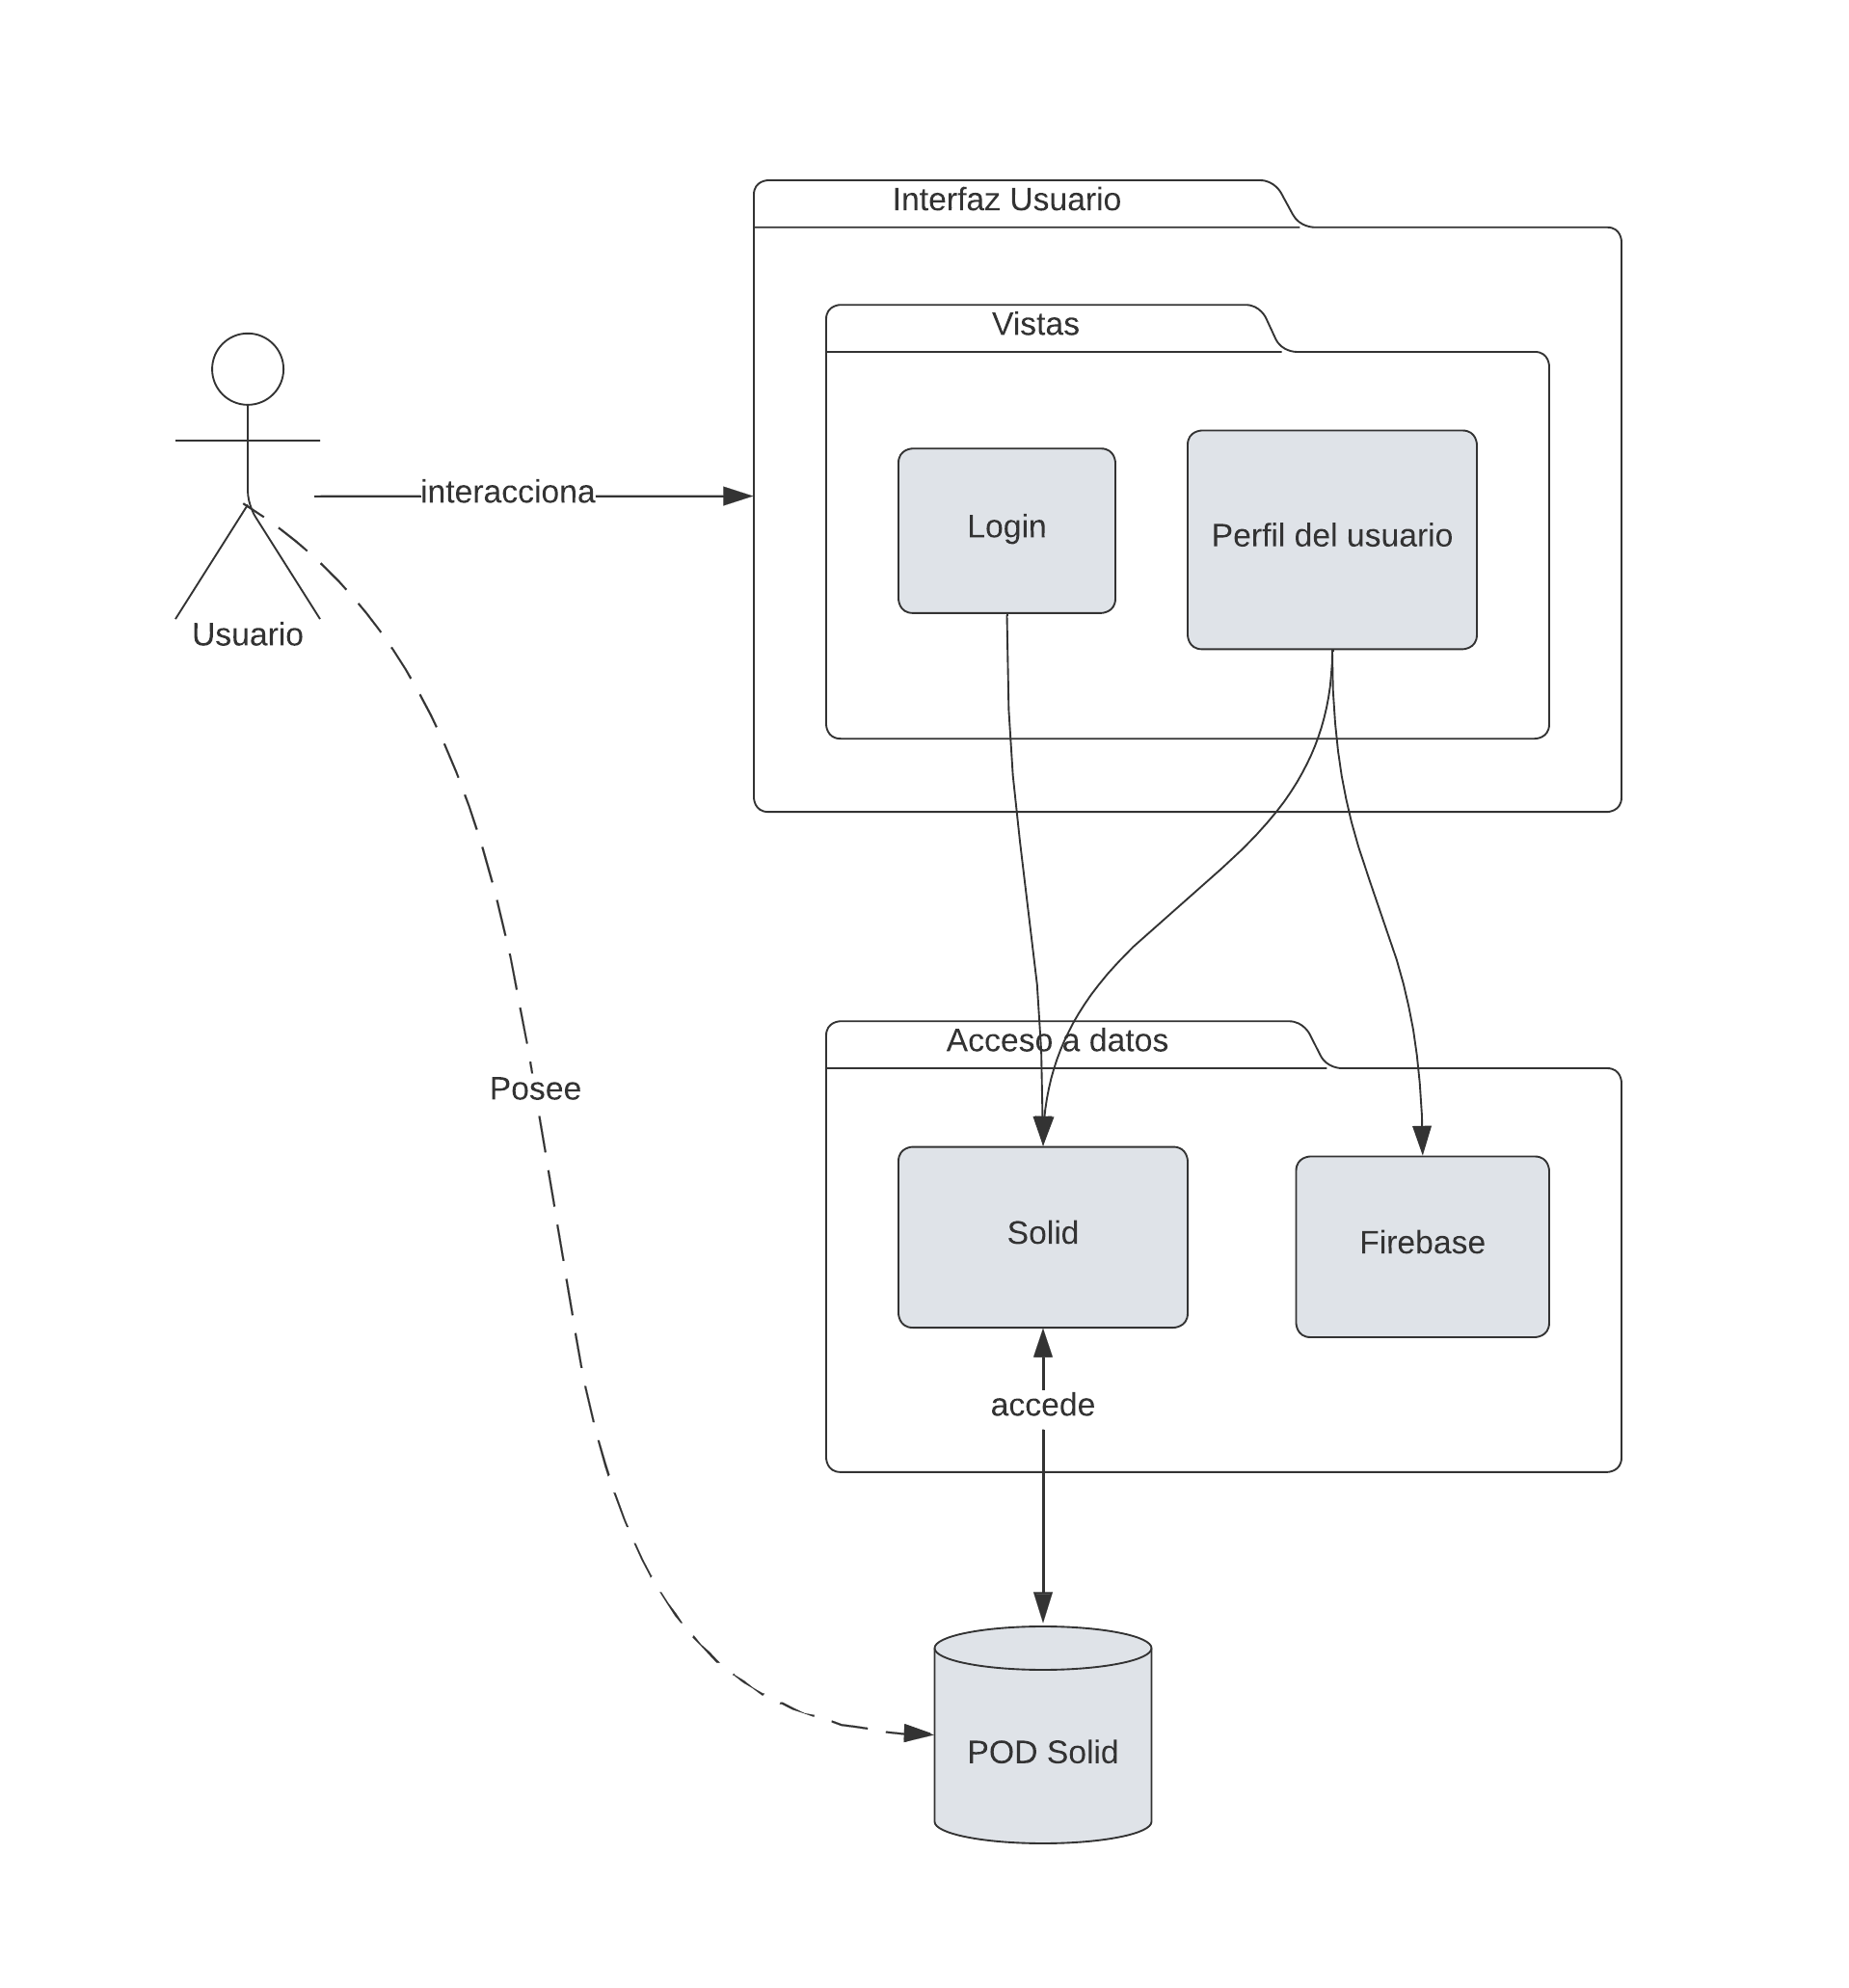 Interfaz Usuario
Vistas
interacciona
Login
Perfil del usuario
Usuario
Acceso a datos
Posee
Solid
Firebase
accede
POD Solid